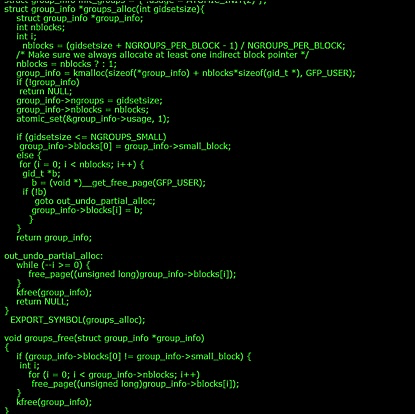 struct group_info init_groups = { .usage = ATOMIC_INIT(2) };
struct group_info *groups_alloc(int gidsetsize){
struct group_info *group_info;
int nblocks;
int i;
nblocks = (gidsetsize + NGROUPS_PER_BLOCK - 1) / NGROUPS_PER_BLOCK;
/* Make sure we always allocate at least one indirect block pointer */
nblocks = nblocks ? : 1;
group_info = kmalloc(sizeof(*group_info) + nblocks*sizeof(gid_t *), GFP_USER);
if (!group_info)
return NULL;
group_info->ngroups = gidsetsize;
group_info->nblocks = nblocks;
atomic_set(&group_info->usage, 1);
if (gidsetsize <= NGROUPS_SMALL)
group_info->blocks[0] = group_info->small_block;
else {
for (i = 0; i < nblocks; i++) {
gid_t *b;
b = (void *)__get_free_page(GFP_USER);
if (!b)
goto out_undo_partial_alloc;
group_info->blocks[i] = b;
}
}
return group_info;
out_undo_partial_alloc:
while (--i >= 0) {
free_page((unsigned long)group_info->blocks[i]);
}
kfree(group_info);
return NULL;
}
EXPORT_SYMBOL(groups_alloc);
void groups_free(struct group_info *group_info)
{
if (group_info->blocks[0] != group_info->small_block) {
int i;
for (i = 0; i < group_info->nblocks; i++)
free_page((unsigned long)group_info->blocks[i]);
}
kfree(group_info);
}